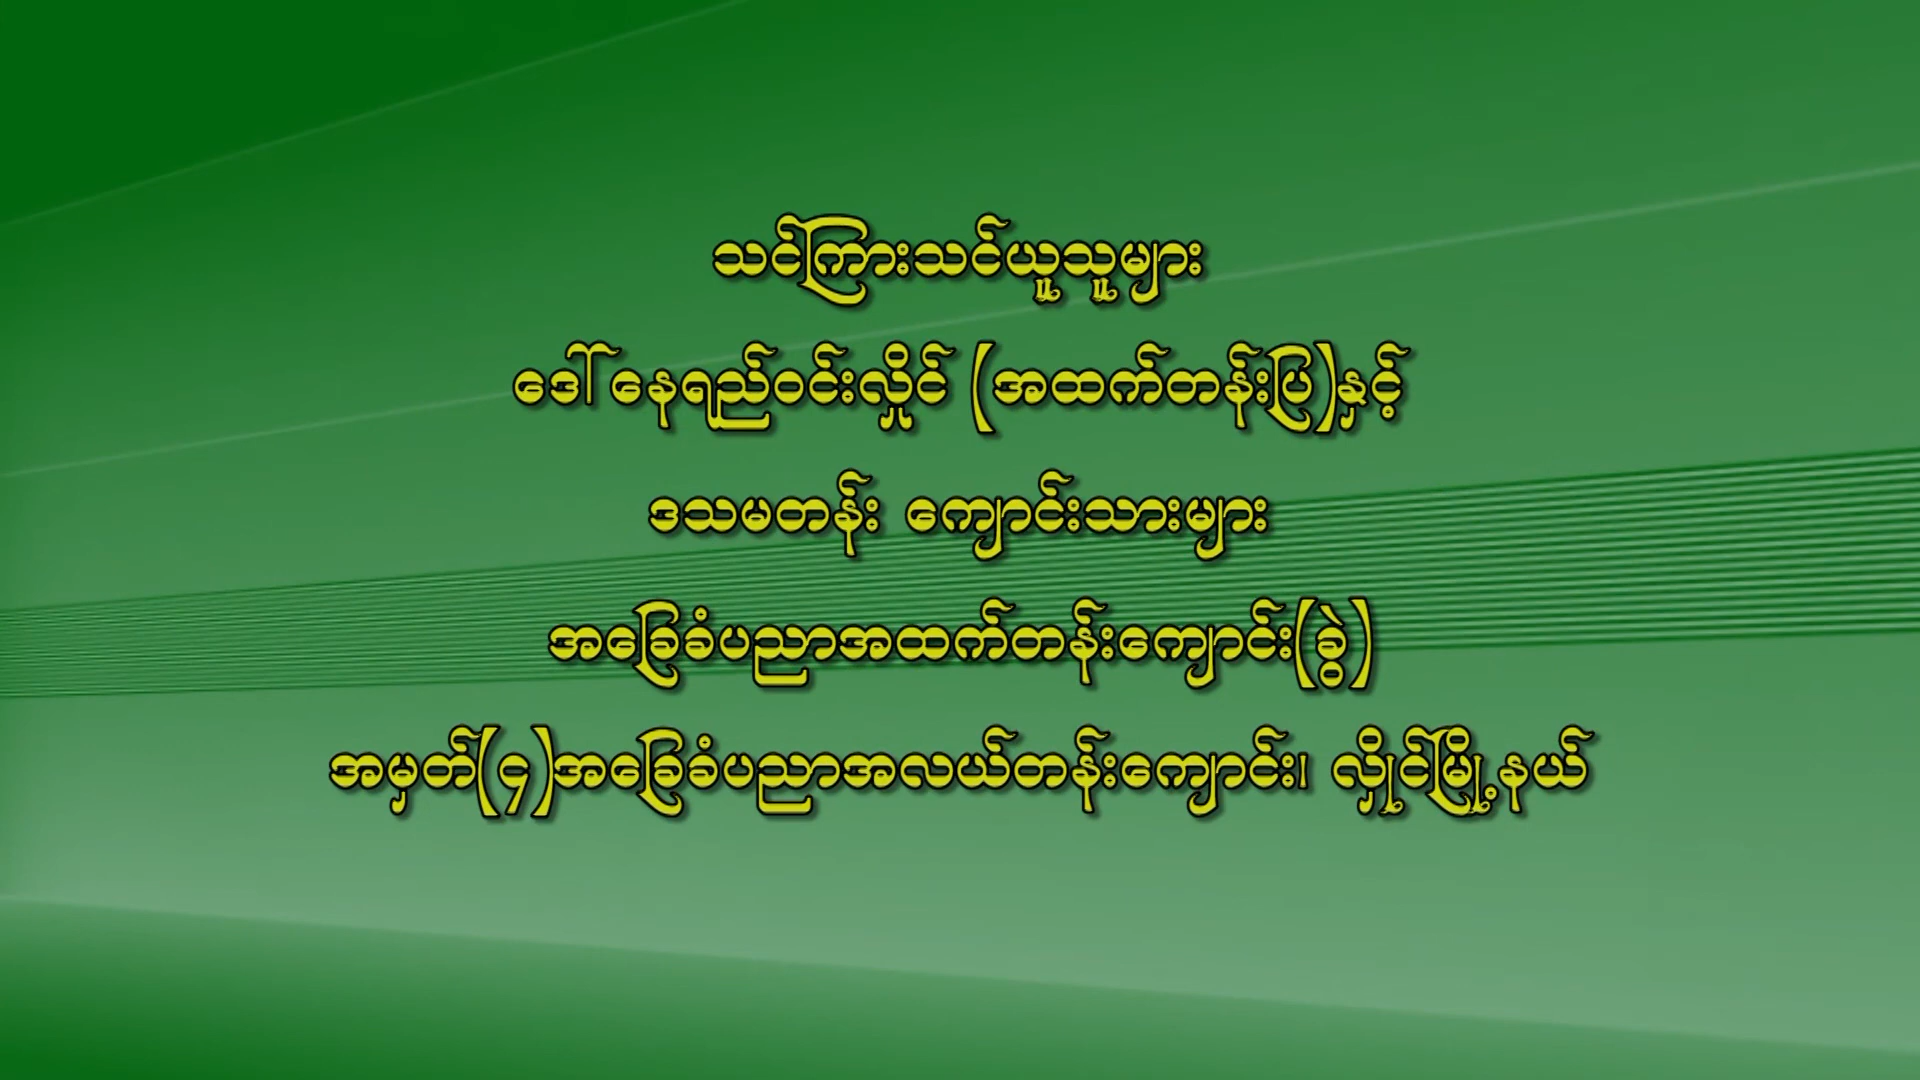 သင်ကြားသင်ယူသူများ
ဒေါ်နေရည်ဝင်းလှိုင် (အထက်တန်းပြ)နှင့်
ဒသမတန်း ကျောင်းသားများ
အခြေခံပညာအထက်တန်းကျောင်း(ခွဲ)
အမှတ်(၄)အခြေခံပညာအလယ်တန်းကျောင်း၊ လှိုင်မြို့နယ်